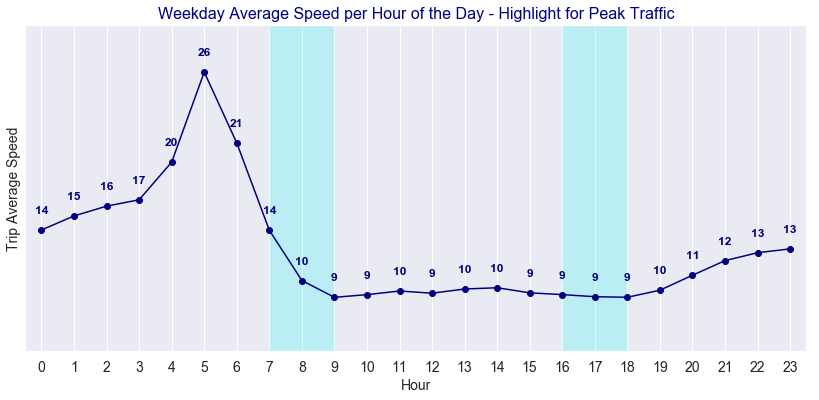 Weekday Average Speed per Hour of the Day - Highlight for Peak Traffic
Trip Average Speed
14 15 16 17 20 26 21 14 10 9 9 10 9 10 10 9 9 9 9 10 11 12 13 13
0 1 2 3 4 5 6 7 8 9 10 11 12 13 14 15 16 17 18 19 20 21 22 23
Hour